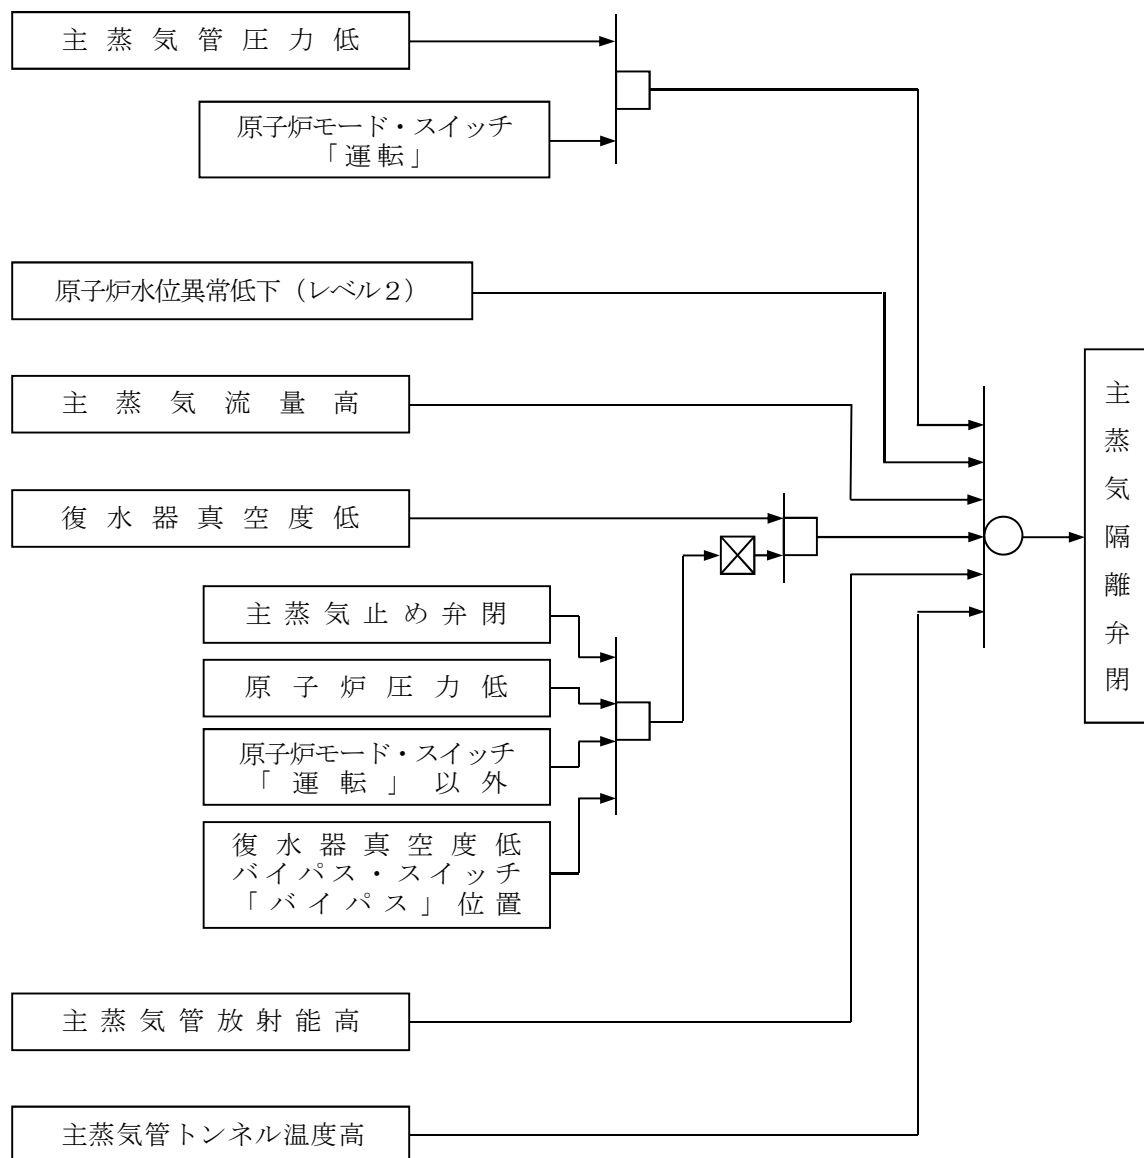 主蒸気管圧力低
原子炉モード・スイッチ
「運転」
原子炉水位異常低下（レベル２）
主蒸気流量高
復水器真空度低
主蒸気止め弁閉
原子炉圧力低
原子炉モード・スイッチ
「運転」以外
復水器真空度低
バイパス・スイッチ
「バイパス」位置
主蒸気管放射能高
主蒸気管トンネル温度高
主蒸気隔離弁閉